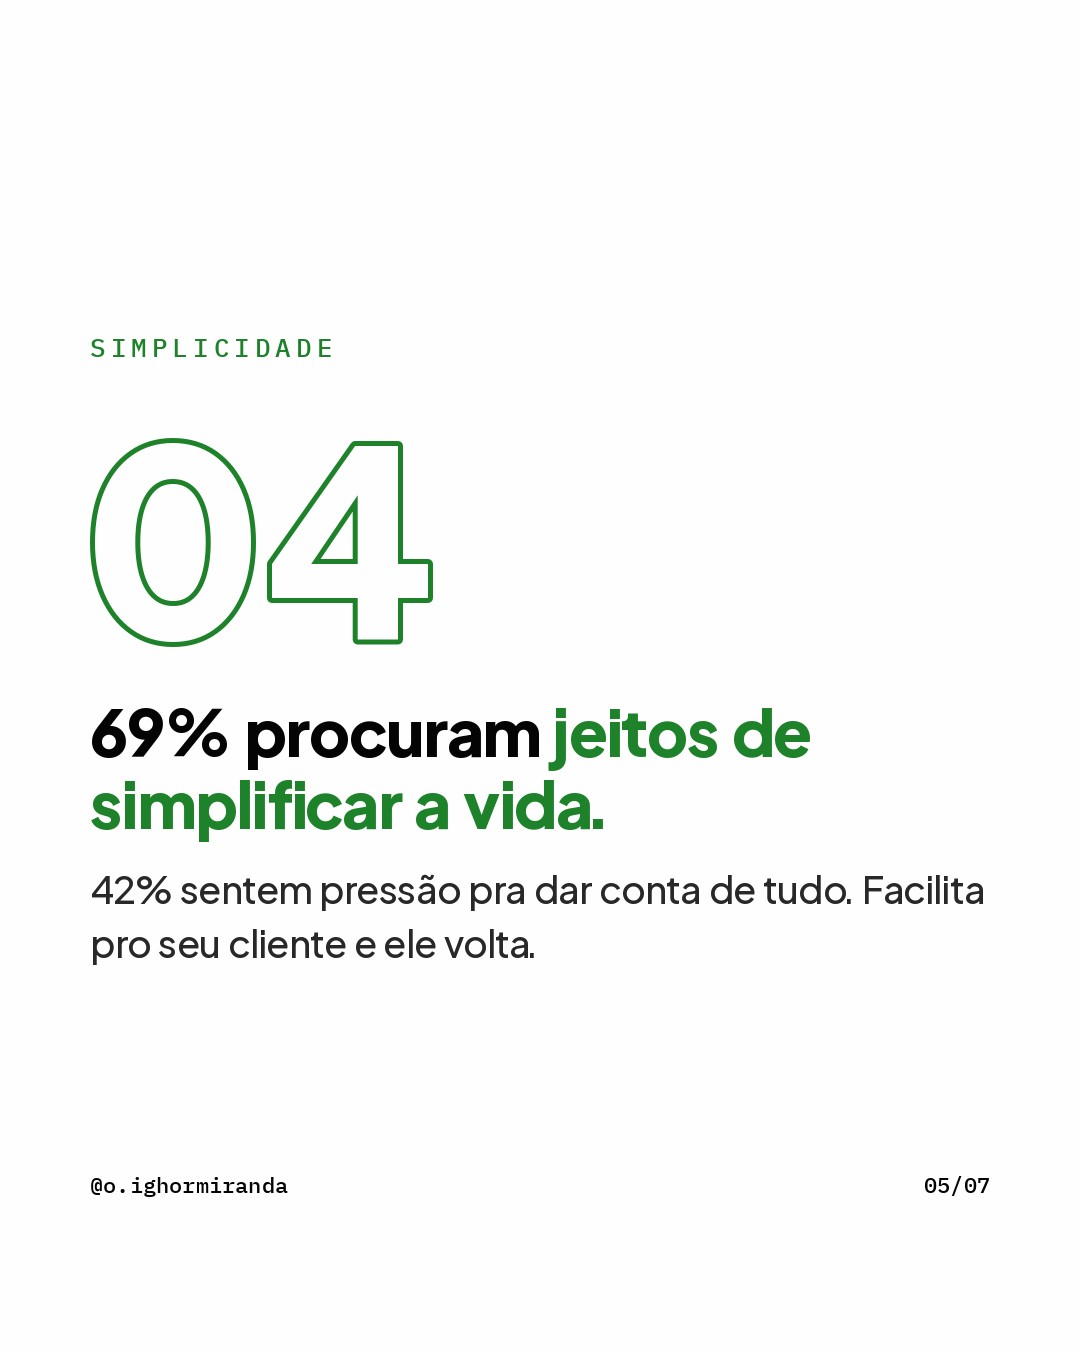 SIMPLICIDADE
04
69% procuram jeitos de
simplificar a vida.
42% sentem pressão pra dar conta de tudo. Facilita
pro seu cliente e ele volta.
@o.ighormiranda
05/07